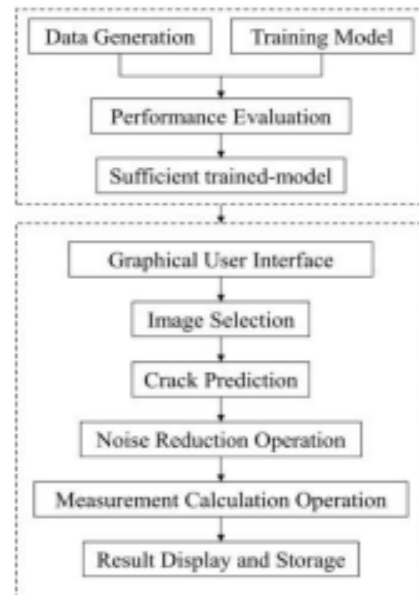 Data Generation
Training Model
Performance Evaluation
Sufficient trained-model
Graphical User Interface
Image Selection
Crack Prediction
Noise Reduction Operation
Measurement Calculation Operation
Result Display and Storage